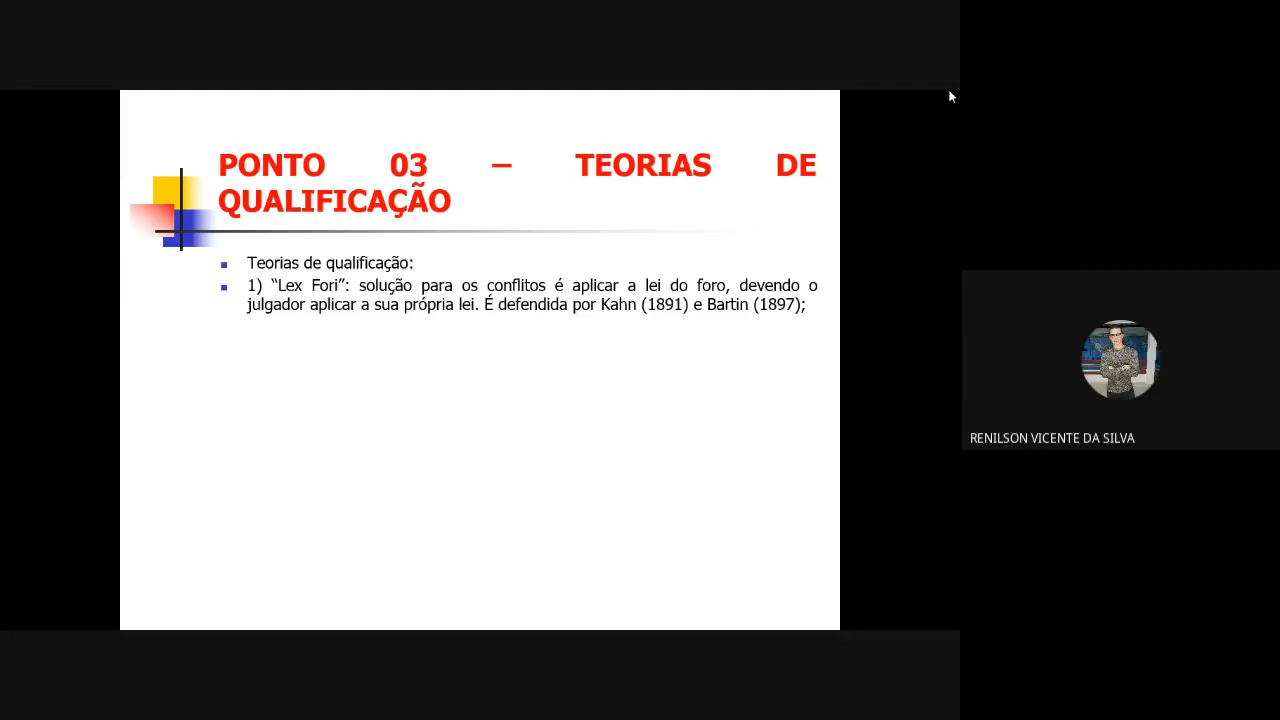 PONTO 03 – TEORIAS DE
QUALIFICAÇÃO
Teorias de qualificação:
1) “Lex Fori”: solução para os conflitos é aplicar a lei do foro, devendo o
julgador aplicar a sua própria lei. É defendida por Kahn (1891) e Bartin (1897);
RENILSON VICENTE DA SILVA